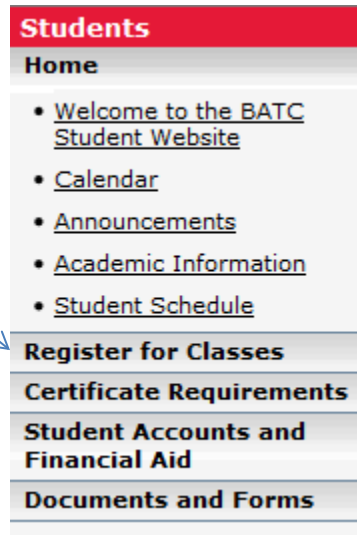 Students
Home
• Welcome to the BATC
Student Website
• Calendar
• Announcements
• Academic Information
• Student Schedule
Register for Classes
Certificate Requirements
Student Accounts and
Financial Aid
Documents and Forms